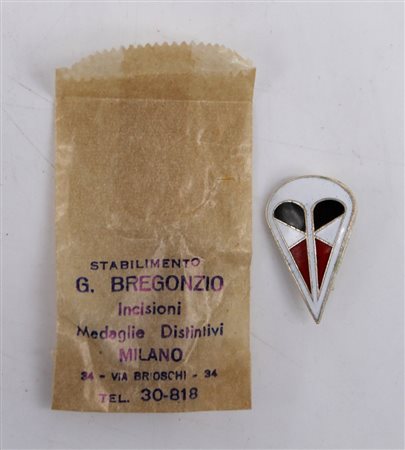 STABILIMENTO
G. BREGONZIO
Incisioni
Medaglie Distintivi
MILANO
34 - VIA BRIOSCHI - 34
TEL. 30-818